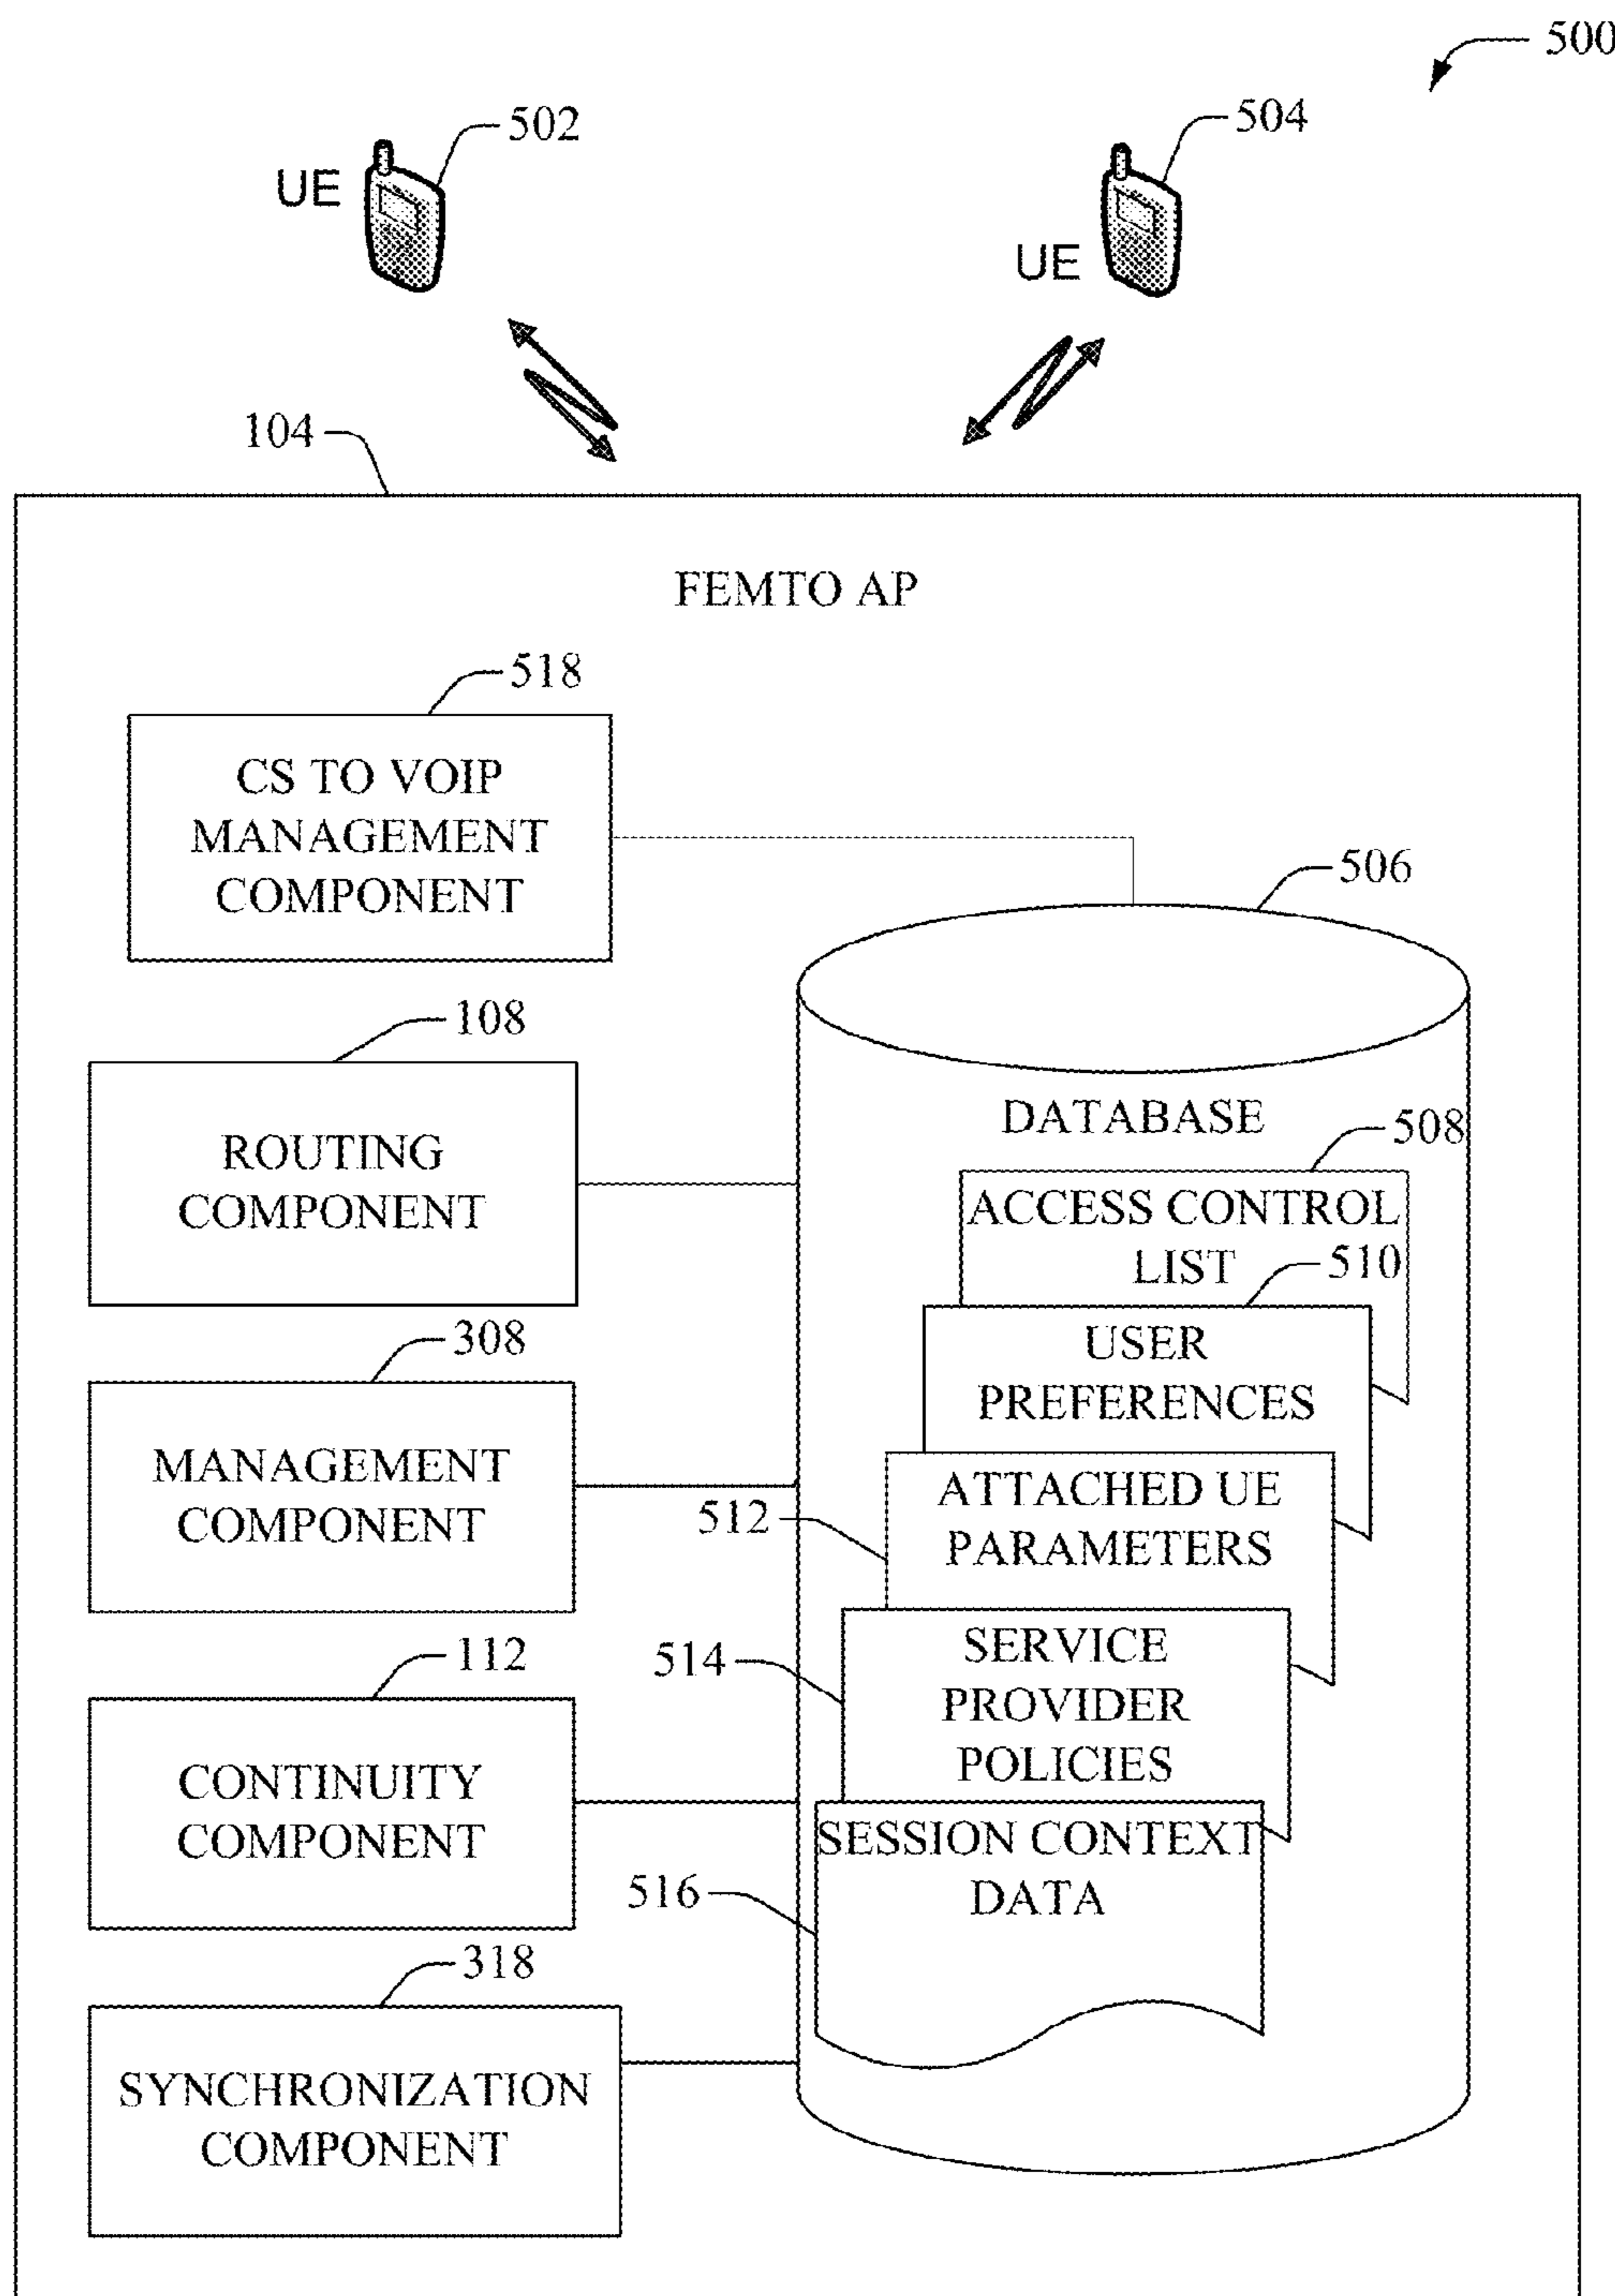 500
502
504
UE
UE
104
FEMTO AP
518
CS TO VOIP
MANAGEMENT
COMPONENT
506
108
DATABASE
508
ROUTING
COMPONENT
ACCESS CONTROL
LIST
510
308
USER
PREFERENCES
MANAGEMENT
COMPONENT
512
ATTACHED UE
PARAMETERS
112
514
SERVICE
PROVIDER
POLICIES
CONTINUITY
COMPONENT
516
SESSION CONTEXT
DATA
318
SYNCHRONIZATION
COMPONENT